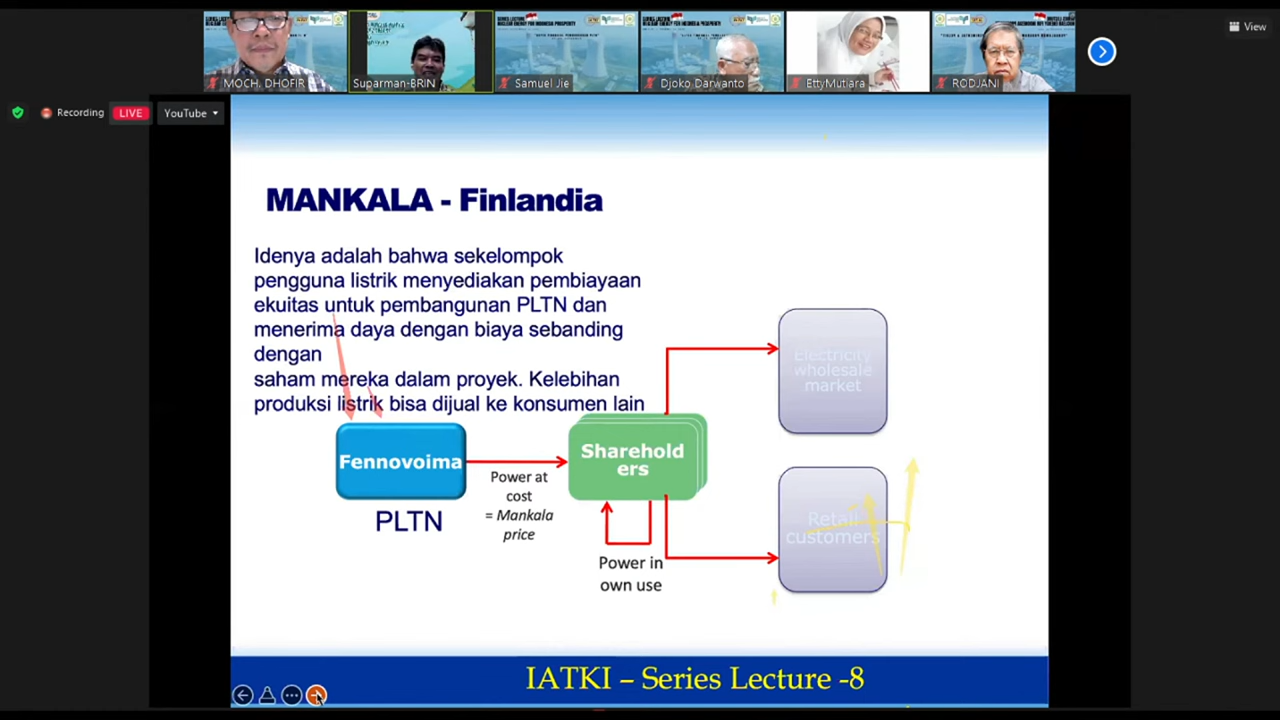 MOCH. DHOFIR
Suparman-BRIN
Samuel Jie
Djoko Darwanto
EttyMutiara
RODJANI
View
Recording
LIVE
YouTube
MANKALA - Finlandia
Idenya adalah bahwa sekelompok
pengguna listrik menyediakan pembiayaan
ekuitas untuk pembangunan PLTN dan
menerima daya dengan biaya sebanding
dengan
saham mereka dalam proyek. Kelebihan
produksi listrik bisa dijual ke konsumen lain
Fennovoima
PLTN
Power at
cost
= Mankala
price
Sharehold
ers
Power in
own use
Electricity
wholesale
market
Retail
customers
IATKI – Series Lecture -8